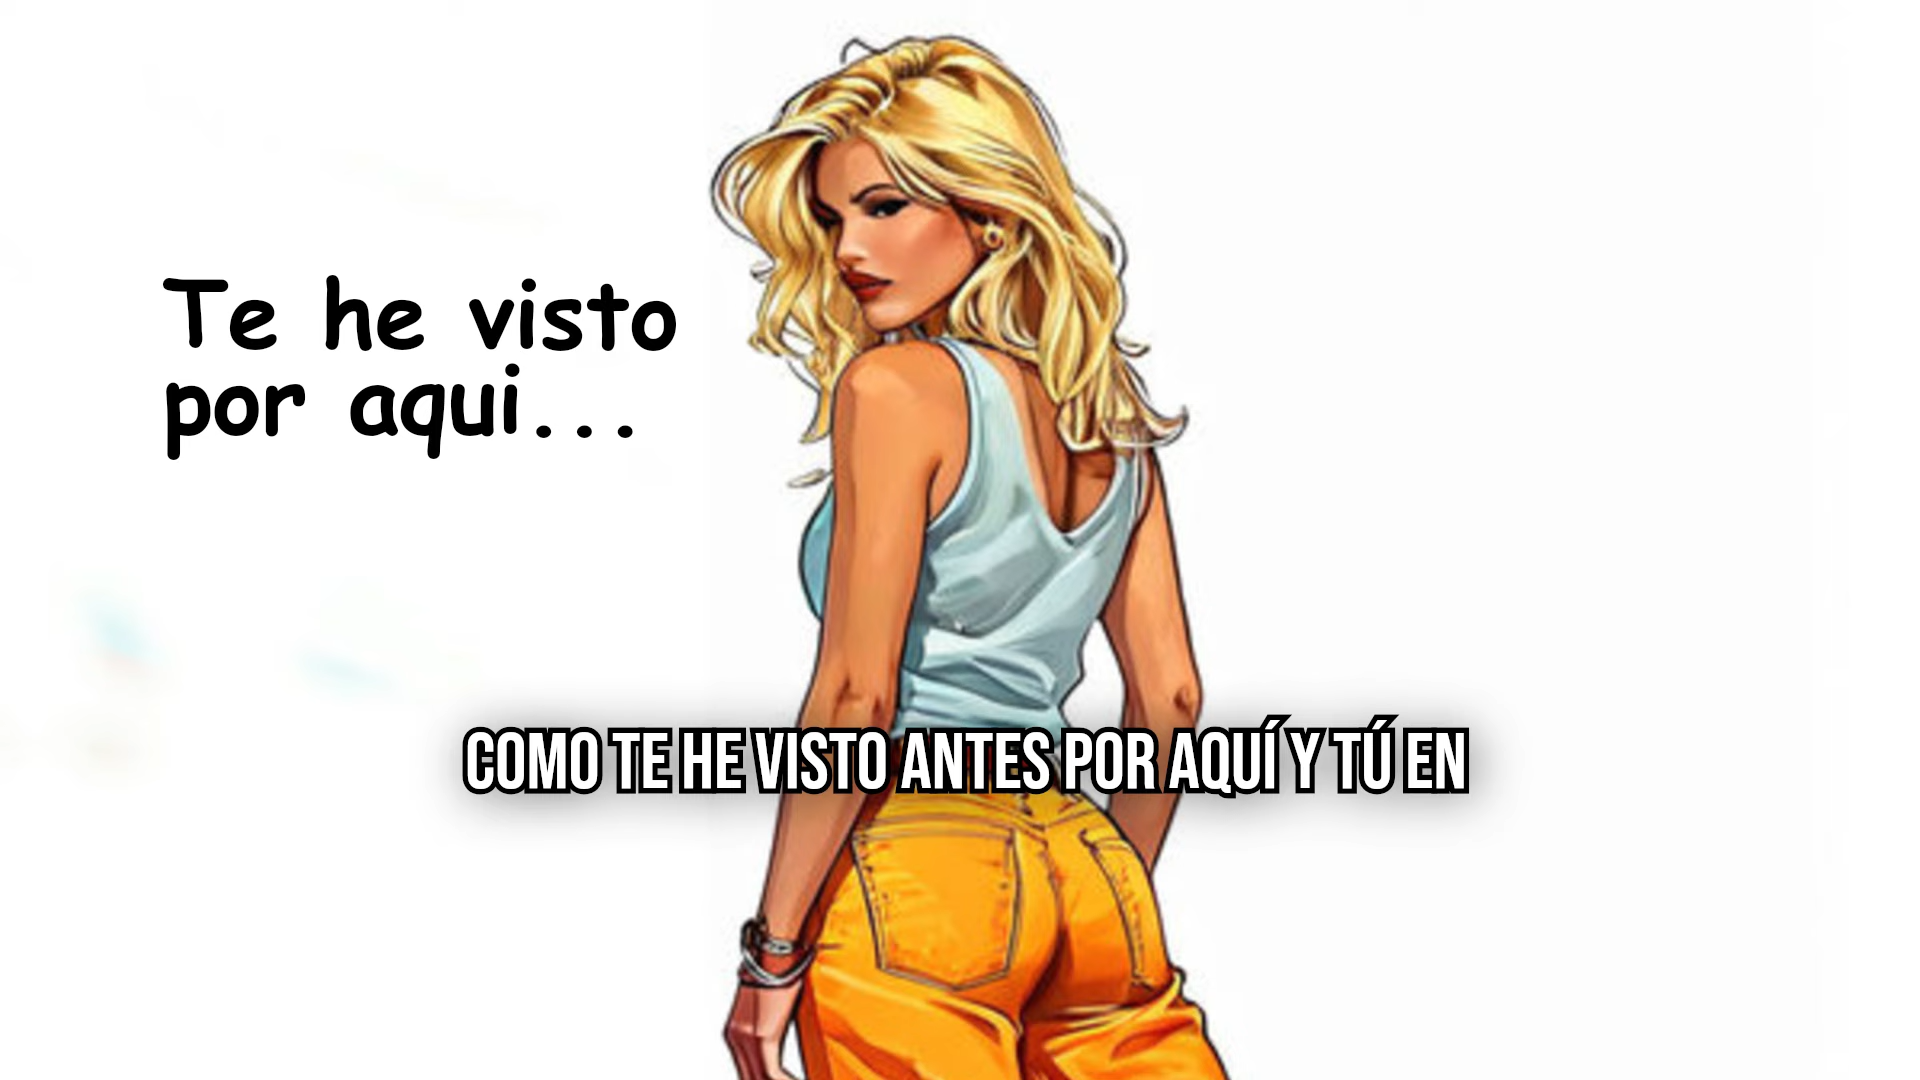 Te he visto
por aqui...
COMO TE HE VISTO ANTES POR AQUÍ Y TÚ EN